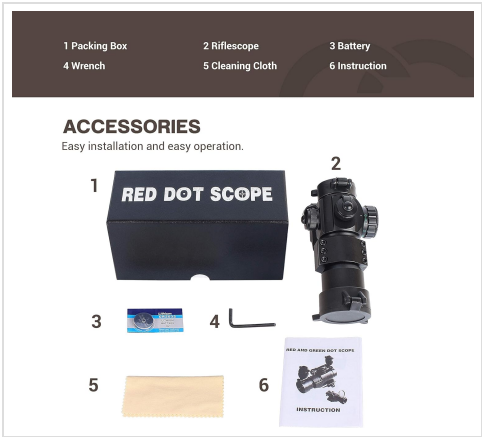 1 Packing Box 2 Riflescope 3 Battery
4 Wrench 5 Cleaning Cloth 6 Instruction
ACCESSORIES
Easy installation and easy operation.
2
1
RED DOT SCOPE
3
4
RED AND GREEN DOT SCOPE
5
6
INSTRUCTION